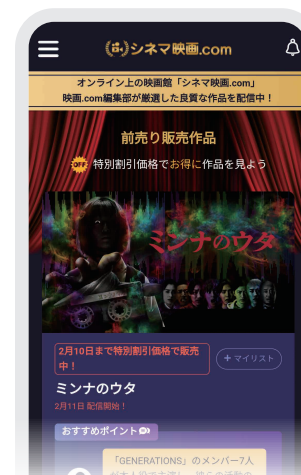 シネマ映画.com
オンライン上の映画館「シネマ映画.com」
映画.com編集部が厳選した良質な作品を配信中！
前売り販売作品
OFF 特別割引価格でお得に作品を見よう
ミンナのウタ
2月10日まで特別割引価格で販売
中！
+ マイリスト
ミンナのウタ
2月11日 配信開始！
おすすめポイント
「GENERATIONS」のメンバー7人